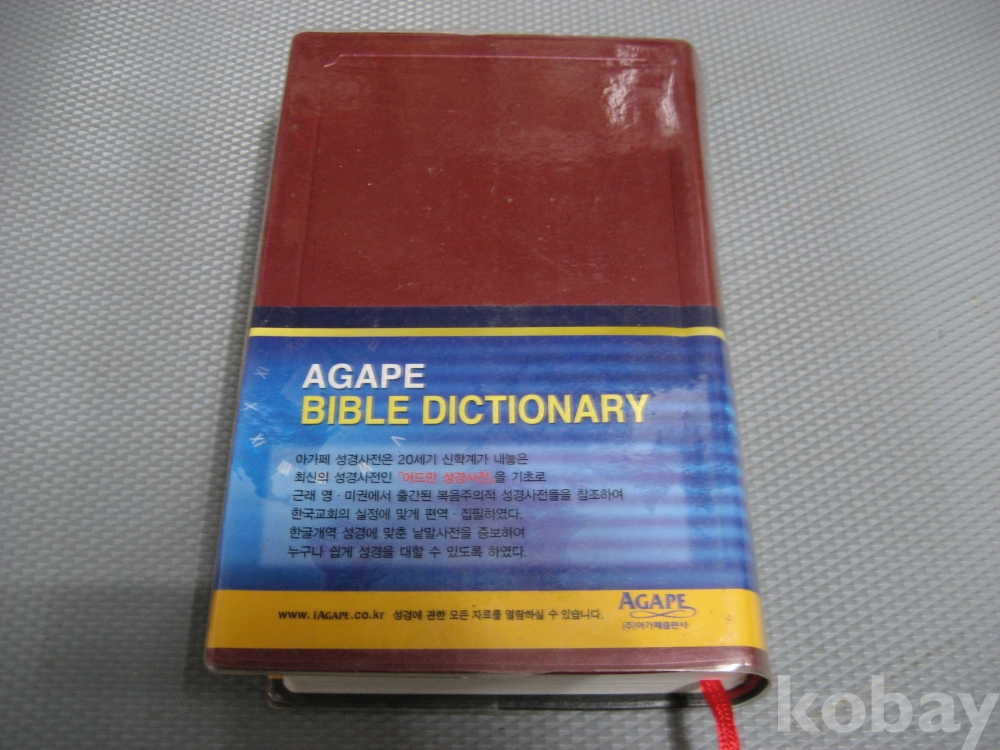 AGAPE
BIBLE DICTIONARY
아가페 성경사전은 20세기 신학계가 내놓은
최신의 성경사전인 「어드만 성경사전」을 기초로
근래 영·미권에서 출간된 복음주의적 성경사전들을 참조하여
한국교회의 실정에 맞게 편역·집필하였다.
한글개역 성경에 맞춘 낱말사전을 증보하여
누구나 쉽게 성경을 대할 수 있도록 하였다.
www.iAGAPE.co.kr 성경에 관한 모든 자료를 열람하실 수 있습니다.
AGAPE
(주)아가페출판사
kobay